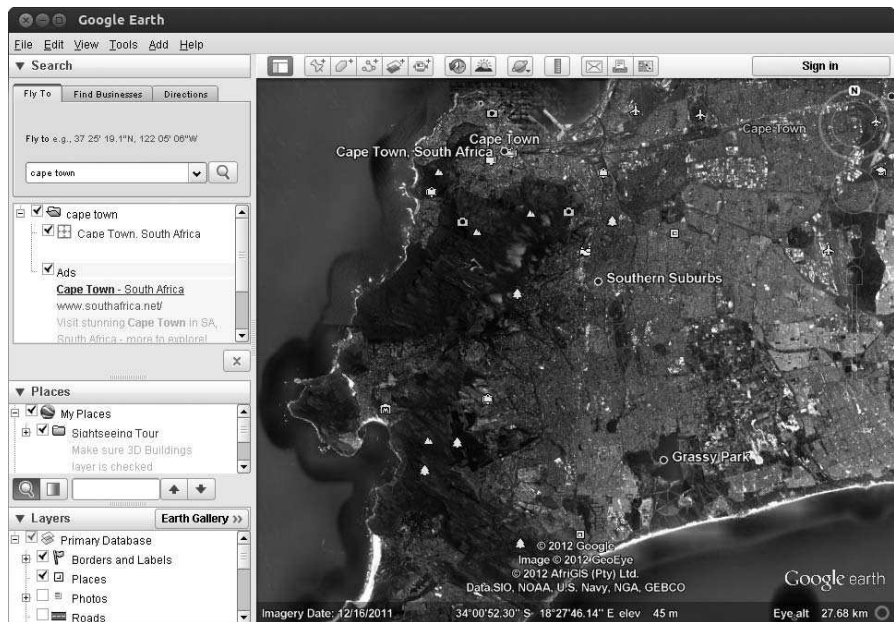 Google Earth
File Edit View Tools Add Help
Search
Sign in
Fly To Find Businesses Directions
Fly to e.g., 37 25' 19.1"N, 122 05' 06"W
cape town
cape town
Cape Town, South Africa
Ads
Cape Town - South Africa
www.southafrica.net/
Visit stunning Cape Town in SA,
South Africa - more to explore!
Places
My Places
Sightseeing Tour
Make sure 3D Buildings
layer is checked
Layers
Earth Gallery >>
Primary Database
Borders and Labels
Places
Photos
Roads
N
Cape Town
Cape Town
Cape Town, South Africa
Southern Suburbs
Grassy Park
© 2012 Google
Image © 2012 GeoEye
© 2012 AfriGIS (Pty) Ltd.
Data SIO, NOAA, U.S. Navy, NGA, GEBCO
Google earth
Imagery Date: 12/16/2011 34°00'52.30" S 18°27'46.14" E elev 45 m Eye alt 27.68 km